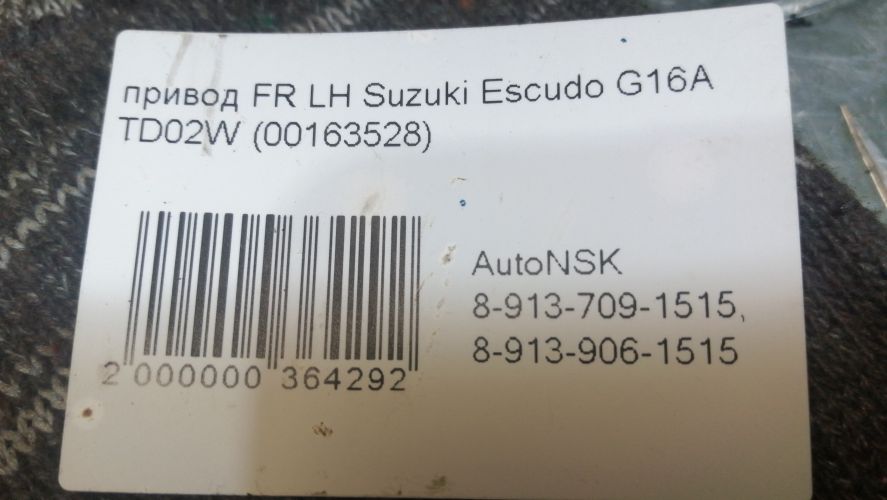 привод FR LH Suzuki Escudo G16A
TD02W (00163528)
AutoNSK
8-913-709-1515,
8-913-906-1515
2 000000 364292